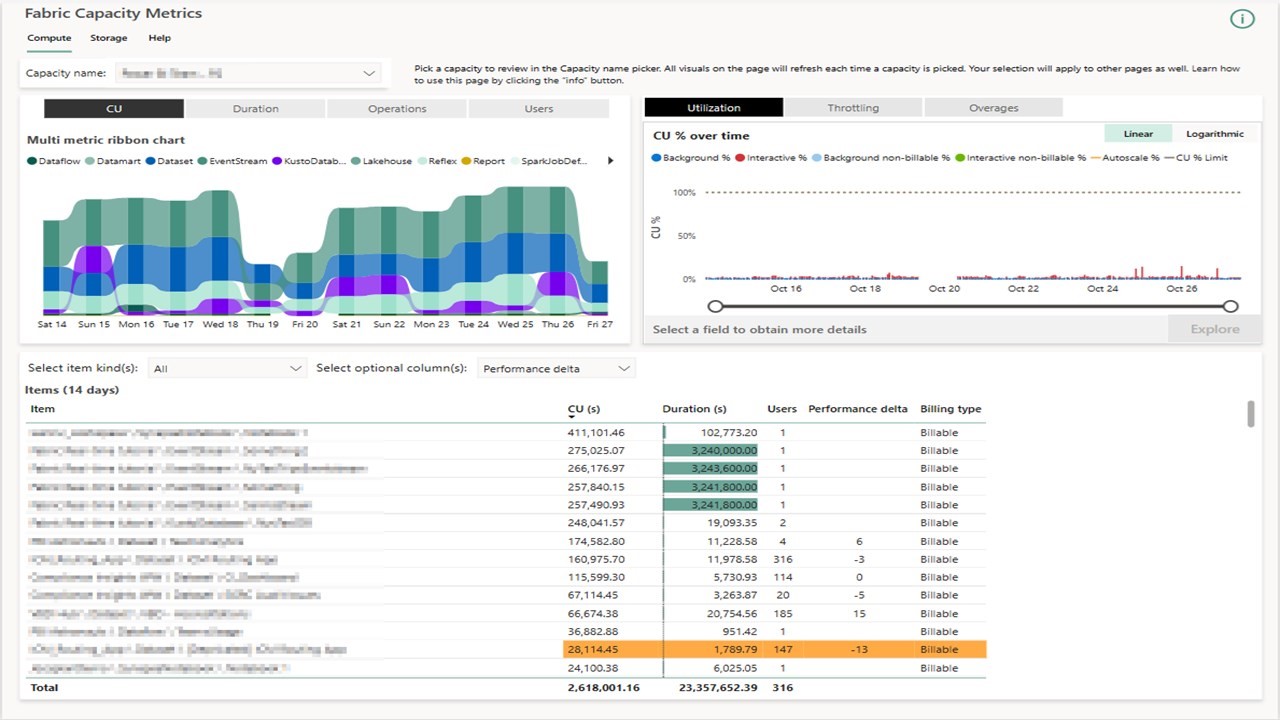 Fabric Capacity Metrics
Compute Storage Help
Capacity name:
Pick a capacity to review in the Capacity name picker. All visuals on the page will refresh each time a capacity is picked. Your selection will apply to other pages as well. Learn how
to use this page by clicking the "info" button.
CU Duration Operations Users
Multi metric ribbon chart
Dataflow Datamart Dataset EventStream KustoDatab... Lakehouse Reflex Report SparkJobDef...
Sat 14 Sun 15 Mon 16 Tue 17 Wed 18 Thu 19 Fri 20 Sat 21 Sun 22 Mon 23 Tue 24 Wed 25 Thu 26 Fri 27
Utilization Throttling Overages
CU % over time
Linear Logarithmic
Background % Interactive % Background non-billable % Interactive non-billable % Autoscale % CU % Limit
CU %
100%
50%
0%
Oct 16 Oct 18 Oct 20 Oct 22 Oct 24 Oct 26
Select a field to obtain more details
Explore
Select item kind(s): All Select optional column(s): Performance delta
Items (14 days)
Item CU (s) Duration (s) Users Performance delta Billing type
411,101.46 102,773.20 1 Billable
275,025.07 3,240,000.00 1 Billable
266,176.97 3,243,600.00 1 Billable
257,840.15 3,241,800.00 1 Billable
257,490.93 3,241,800.00 1 Billable
248,041.57 19,093.35 2 Billable
174,582.80 11,228.58 4 6 Billable
160,975.70 11,978.58 316 -3 Billable
115,599.30 5,730.93 114 0 Billable
67,114.45 3,263.87 20 -5 Billable
66,674.38 20,754.56 185 15 Billable
36,882.88 951.42 1 Billable
28,114.45 1,789.79 147 -13 Billable
24,100.38 6,025.05 1 Billable
Total 2,618,001.16 23,357,652.39 316